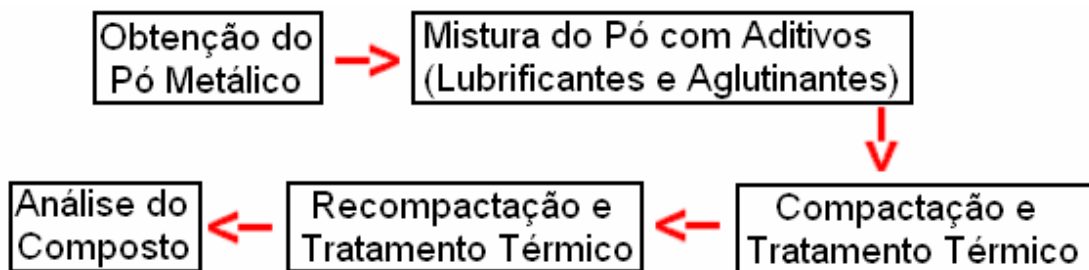 Obtenção do
Pó Metálico
Mistura do Pó com Aditivos
(Lubrificantes e Aglutinantes)
Compactação e
Tratamento Térmico
Recompactação e
Tratamento Térmico
Análise do
Composto